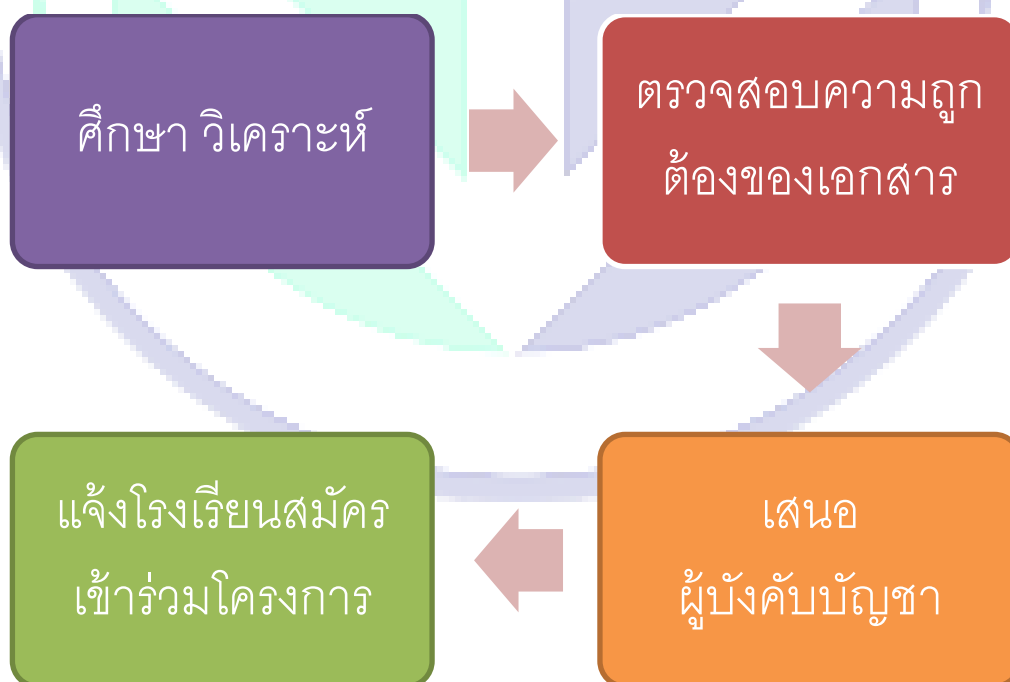 ศึกษา วิเคราะห์
ตรวจสอบความถูก
ต้องของเอกสาร
เสนอ
ผู้บังคับบัญชา
แจ้งโรงเรียนสมัคร
เข้าร่วมโครงการ